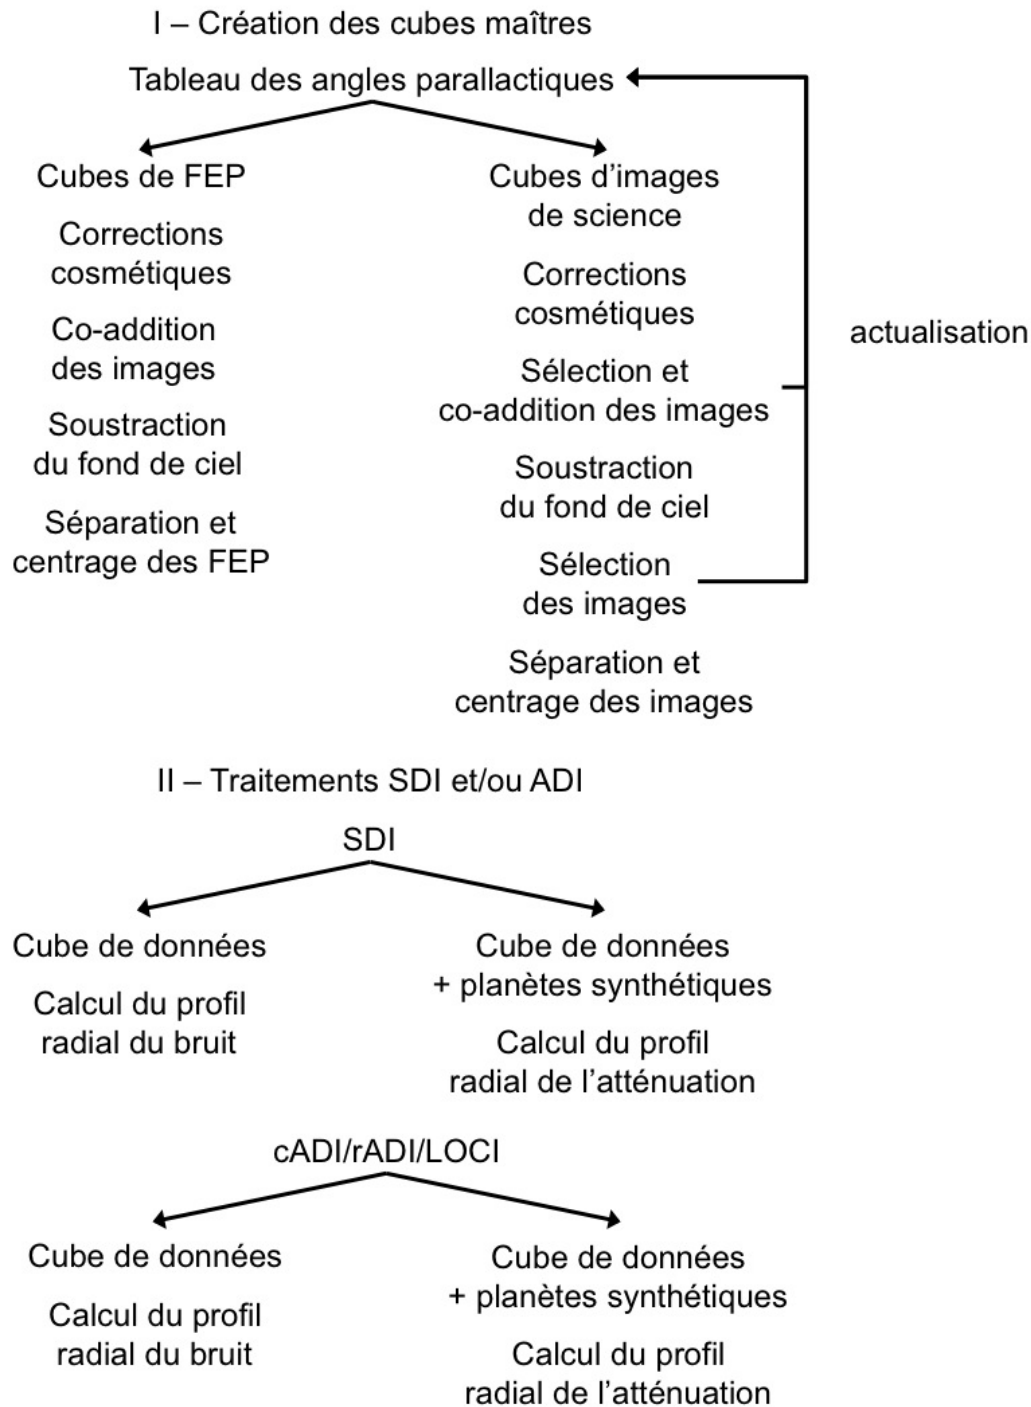 I – Création des cubes maîtres
Tableau des angles parallactiques
Cubes de FEP
Corrections
cosmétiques
Co-addition
des images
Soustraction
du fond de ciel
Séparation et
centrage des FEP
Cubes d'images
de science
Corrections
cosmétiques
Sélection et
co-addition des images
Soustraction
du fond de ciel
Sélection
des images
Séparation et
centrage des images
actualisation
II – Traitements SDI et/ou ADI
SDI
Cube de données
Calcul du profil
radial du bruit
Cube de données
+ planètes synthétiques
Calcul du profil
radial de l'atténuation
cADI/rADI/LOCI
Cube de données
Calcul du profil
radial du bruit
Cube de données
+ planètes synthétiques
Calcul du profil
radial de l'atténuation